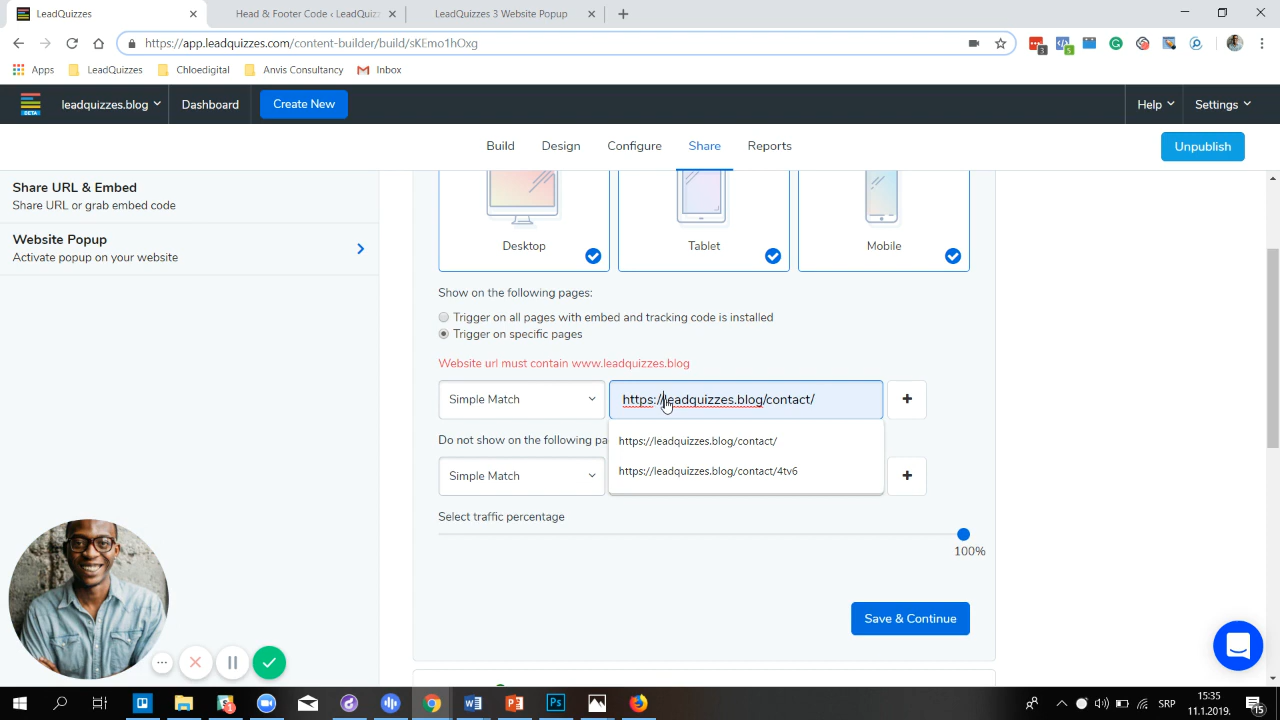 LeadQuizzes
Head & Footer Code ‹ LeadQuizz
LeadQuizzes 3 Website Popup
https://app.leadquizzes.com/content-builder/build/sKEmo1hOxg
3
5
Apps
LeadQuizzes
Chloedigital
Anvis Consultancy
Inbox
BETA
leadquizzes.blog
Dashboard
Create New
Help
Settings
Build
Design
Configure
Share
Reports
Unpublish
Share URL & Embed
Share URL or grab embed code
Website Popup
Activate popup on your website
Desktop
Tablet
Mobile
Show on the following pages:
Trigger on all pages with embed and tracking code is installed
Trigger on specific pages
Website url must contain www.leadquizzes.blog
Simple Match
https://leadquizzes.blog/contact/
+
Do not show on the following pa
https://leadquizzes.blog/contact/
https://leadquizzes.blog/contact/4tv6
Simple Match
+
Select traffic percentage
100%
Save & Continue
SRP
15:35
11.1.2019.
15